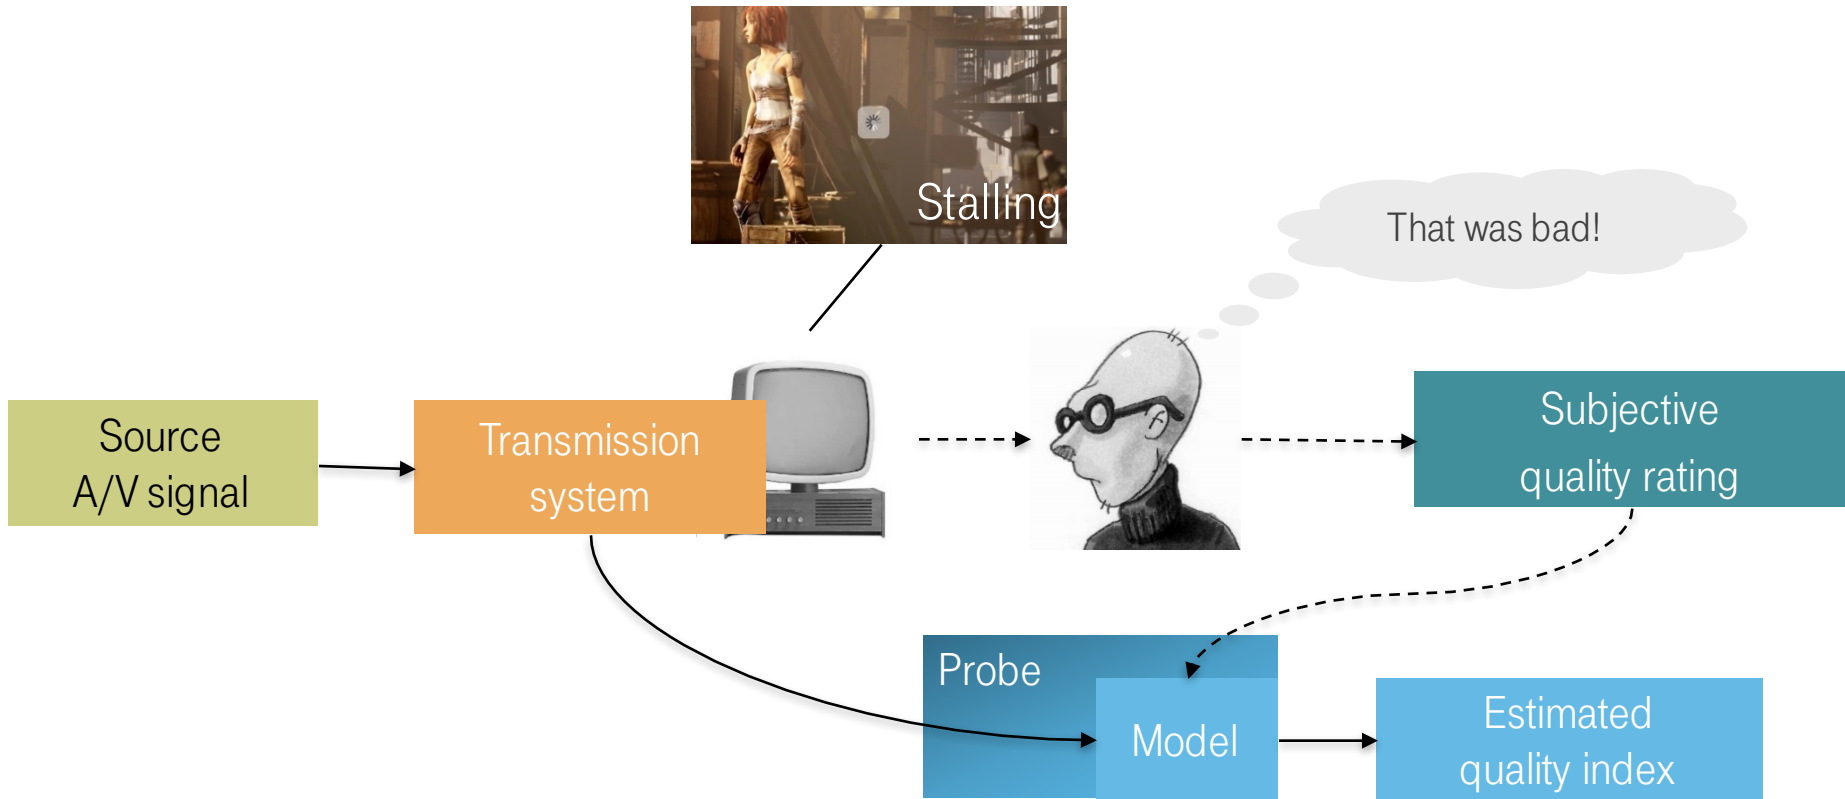 Stalling
That was bad!
Source
A/V signal
Transmission
system
Subjective
quality rating
Probe
Model
Estimated
quality index